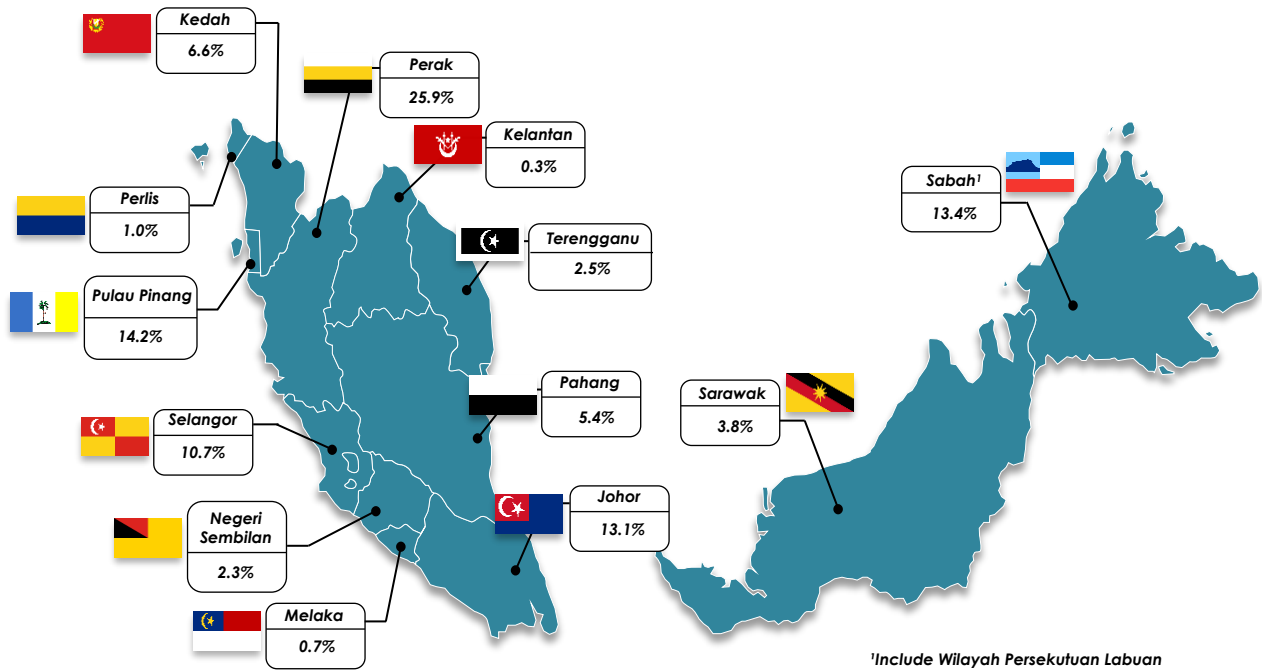 Kedah
6.6%
Perak
25.9%
Kelantan
0.3%
Sabah¹
13.4%
Perlis
1.0%
Terengganu
2.5%
Pulau Pinang
14.2%
Pahang
5.4%
Sarawak
3.8%
Selangor
10.7%
Johor
13.1%
Negeri
Sembilan
2.3%
Melaka
0.7%
¹Include Wilayah Persekutuan Labuan